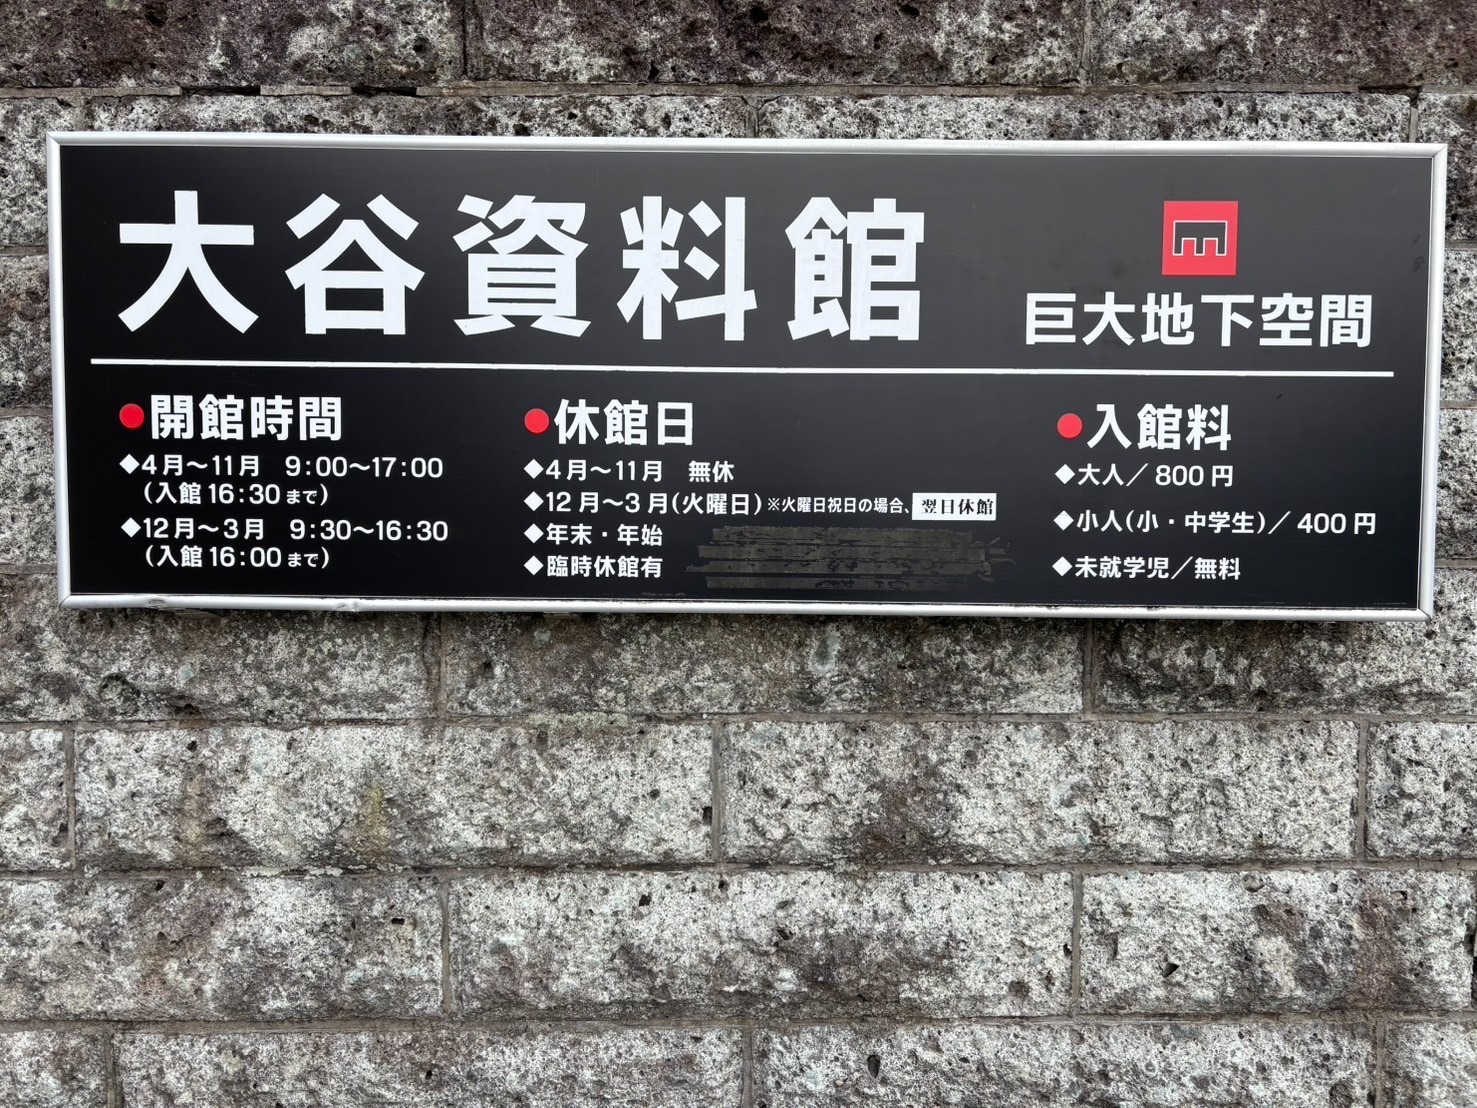 大谷資料館
巨大地下空間
●開館時間
◆4月～11月 9:00～17:00
(入館16:30まで)
◆12月～3月 9:30～16:30
(入館16:00まで)
●休館日
◆4月～11月 無休
◆12月～3月(火曜日)※火曜日祝日の場合、翌日休館
◆年末・年始
◆臨時休館有
●入館料
◆大人／800円
◆小人(小・中学生)／400円
◆未就学児／無料